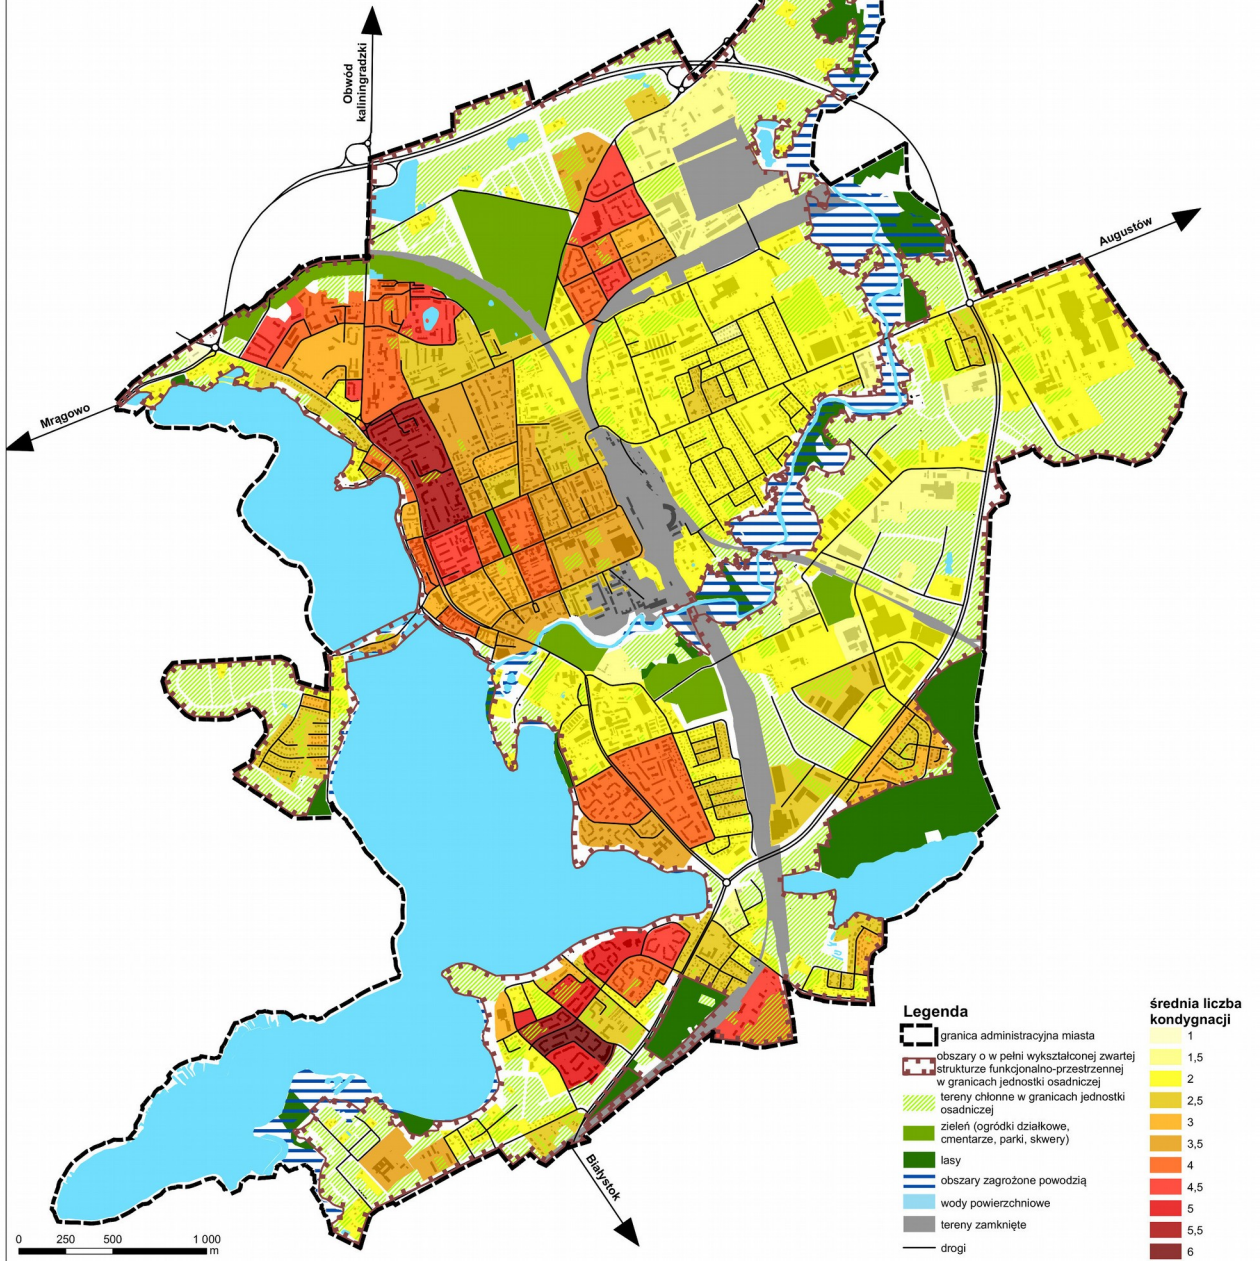 Obwód
kaliningradzki
Augustów
Mrągowo
Białystok
Legenda
granica administracyjna miasta
obszary o w pełni wykształconej zwartej
strukturze funkcjonalno-przestrzennej
w granicach jednostki osadniczej
tereny chłonne w granicach jednostki
osadniczej
zieleń (ogródki działkowe,
cmentarze, parki, skwery)
lasy
obszary zagrożone powodzią
wody powierzchniowe
tereny zamknięte
drogi
średnia liczba
kondygnacji
1
1,5
2
2,5
3
3,5
4
4,5
5
5,5
6
0 250 500 1 000
m